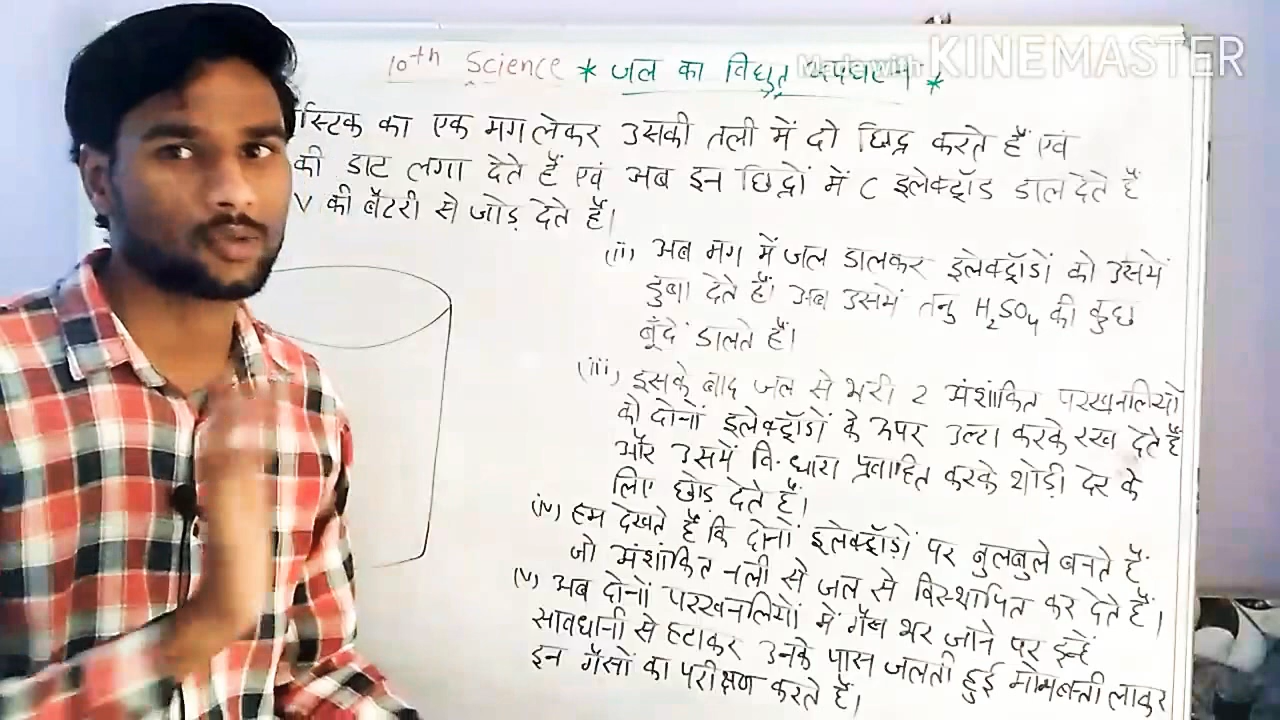 Made with KINEMASTER
10th Science * जल का विद्युत अपघटन *
स्टिक का एक मग लेकर उसकी तली में दो छिद्र करते हैं एवं
की डाट लगा देते हैं एवं अब इन छिद्रों में C इलेक्ट्रॉड डाल देते हैं
V की बैटरी से जोड़ देते हैं।
(ii) अब मग में जल डालकर इलेक्ट्रॉडों को उसमें
डुबा देते हैं। अब उसमें तनु H₂SO₄ की कुछ
बूँदें डालते हैं।
(iii) इसके बाद जल से भरी 2 अंशांकित परखनलियों
को दोनों इलेक्ट्रॉडों के ऊपर उल्टा करके रख देते हैं
और उसमें वि. धारा प्रवाहित करके थोड़ी देर के
लिए छोड़ देते हैं।
(iv) हम देखते हैं कि दोनों इलेक्ट्रॉडों पर बुलबुले बनते हैं
जो अंशांकित नली से जल से विस्थापित कर देते हैं।
(v) अब दोनों परखनलियों में गैस भर जाने पर इन्हें
सावधानी से हटाकर उनके पास जलती हुई मोमबत्ती लाकर
इन गैसों का परीक्षण करते हैं।